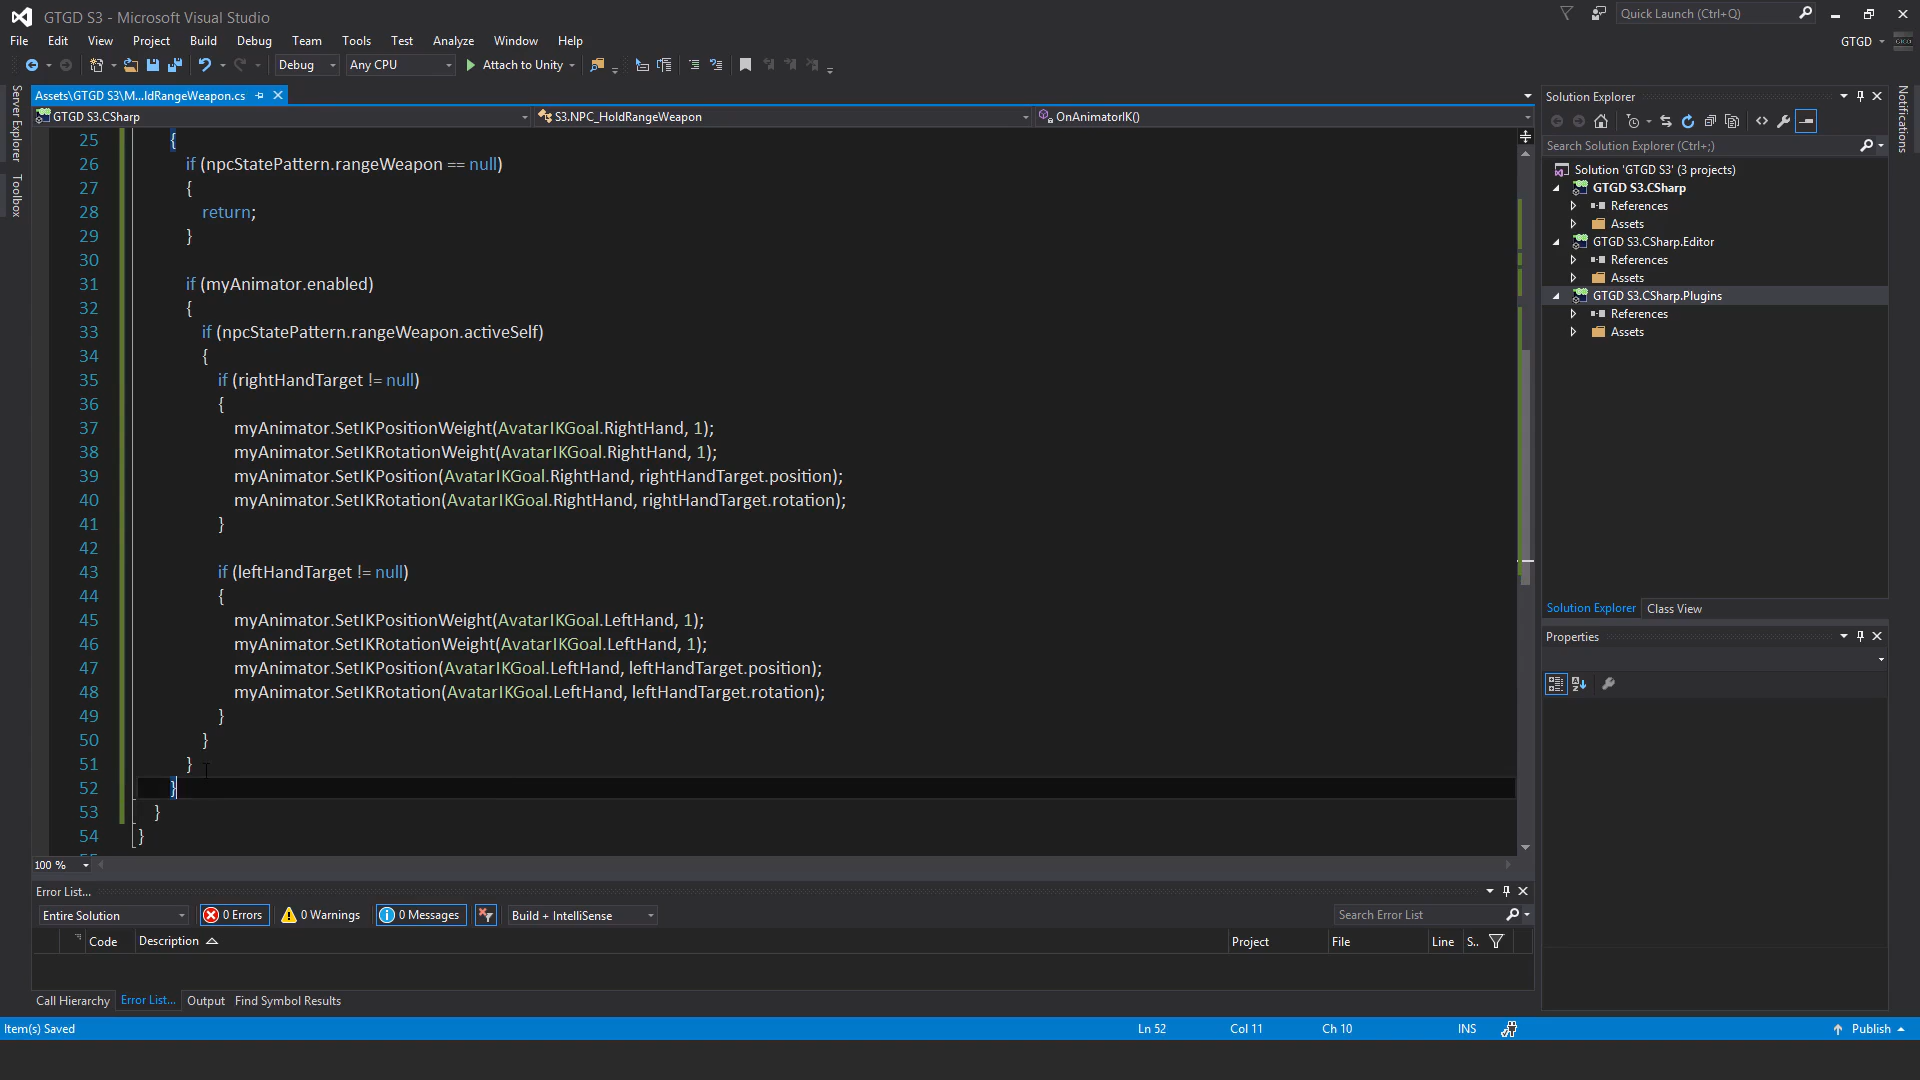 GTGD S3 - Microsoft Visual Studio
Quick Launch (Ctrl+Q)
File Edit View Project Build Debug Team Tools Test Analyze Window Help
GTGD
Debug Any CPU Attach to Unity
Server Explorer
Toolbox
Notifications
Assets\GTGD S3\M...ldRangeWeapon.cs
GTGD S3.CSharp S3.NPC_HoldRangeWeapon OnAnimatorIK()
25 {
26 if (npcStatePattern.rangeWeapon == null)
27 {
28 return;
29 }
30
31 if (myAnimator.enabled)
32 {
33 if (npcStatePattern.rangeWeapon.activeSelf)
34 {
35 if (rightHandTarget != null)
36 {
37 myAnimator.SetIKPositionWeight(AvatarIKGoal.RightHand, 1);
38 myAnimator.SetIKRotationWeight(AvatarIKGoal.RightHand, 1);
39 myAnimator.SetIKPosition(AvatarIKGoal.RightHand, rightHandTarget.position);
40 myAnimator.SetIKRotation(AvatarIKGoal.RightHand, rightHandTarget.rotation);
41 }
42
43 if (leftHandTarget != null)
44 {
45 myAnimator.SetIKPositionWeight(AvatarIKGoal.LeftHand, 1);
46 myAnimator.SetIKRotationWeight(AvatarIKGoal.LeftHand, 1);
47 myAnimator.SetIKPosition(AvatarIKGoal.LeftHand, leftHandTarget.position);
48 myAnimator.SetIKRotation(AvatarIKGoal.LeftHand, leftHandTarget.rotation);
49 }
50 }
51 }
52 }
53 }
54 }
100 %
Solution Explorer
Search Solution Explorer (Ctrl+;)
Solution 'GTGD S3' (3 projects)
GTGD S3.CSharp
References
Assets
GTGD S3.CSharp.Editor
References
Assets
GTGD S3.CSharp.Plugins
References
Assets
Solution Explorer Class View
Properties
Error List...
Entire Solution 0 Errors 0 Warnings 0 Messages Build + IntelliSense Search Error List
Code Description Project File Line S..
Call Hierarchy Error List... Output Find Symbol Results
Item(s) Saved Ln 52 Col 11 Ch 10 INS Publish